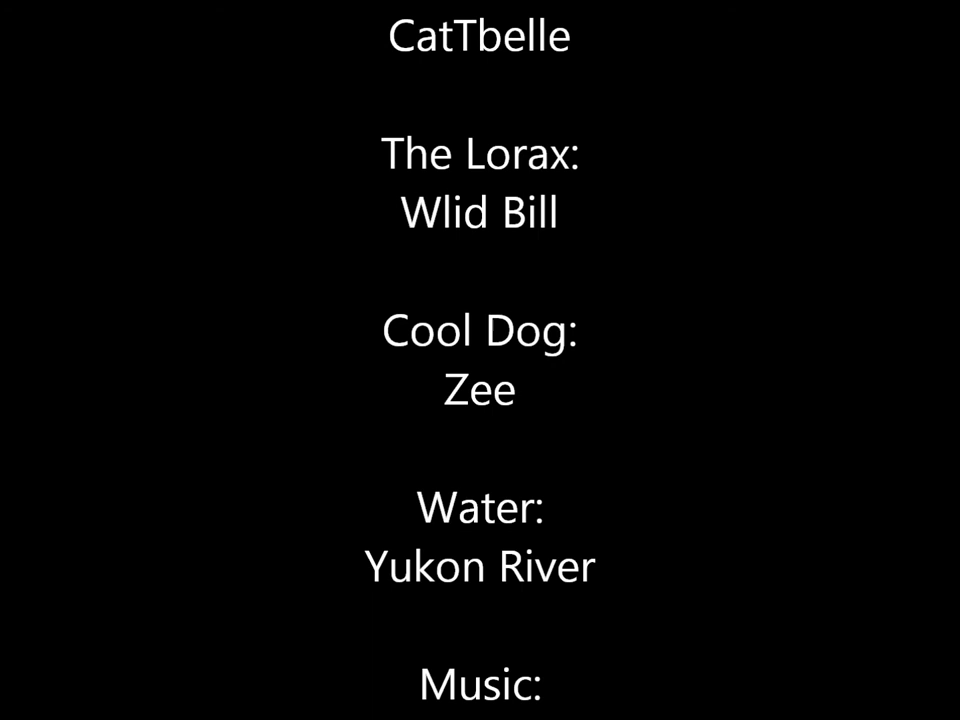 CatTbelle
The Lorax:
Wlid Bill
Cool Dog:
Zee
Water:
Yukon River
Music: